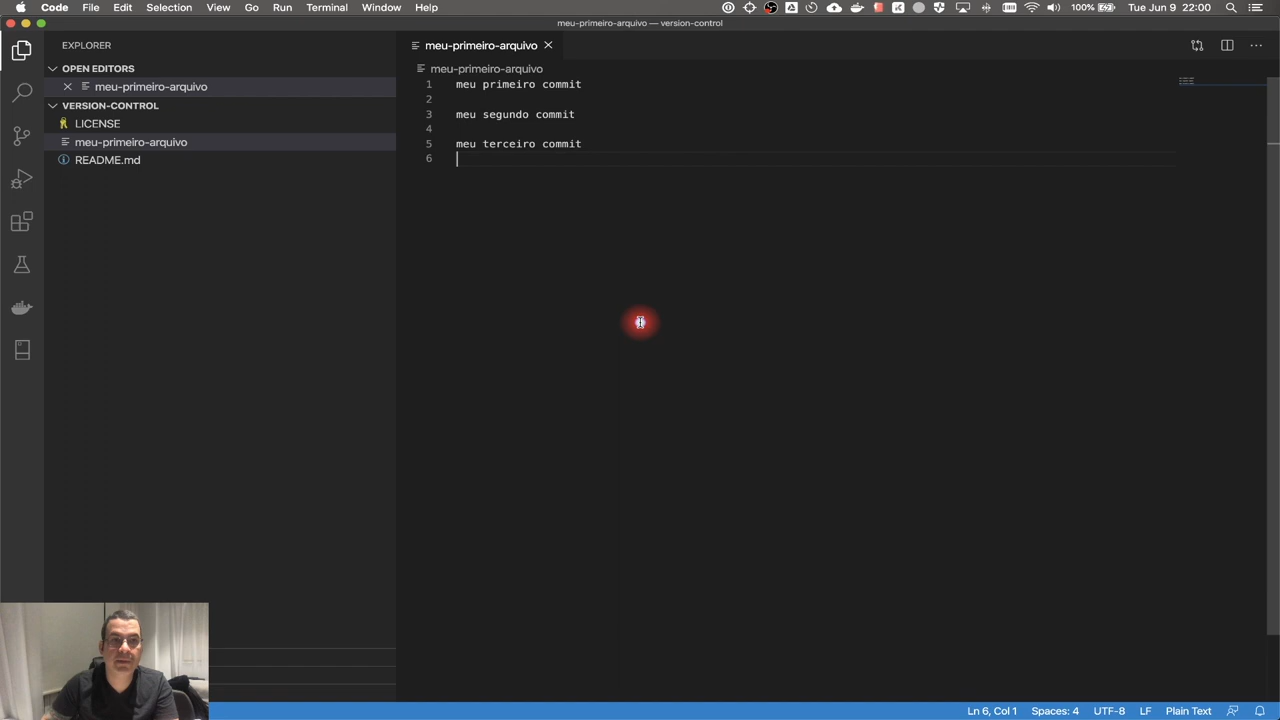 Code File Edit Selection View Go Run Terminal Window Help 100% Tue Jun 9 22:00
meu-primeiro-arquivo — version-control
EXPLORER
OPEN EDITORS
meu-primeiro-arquivo
VERSION-CONTROL
LICENSE
meu-primeiro-arquivo
README.md
meu-primeiro-arquivo
meu-primeiro-arquivo
1 meu primeiro commit
2
3 meu segundo commit
4
5 meu terceiro commit
6
Ln 6, Col 1 Spaces: 4 UTF-8 LF Plain Text